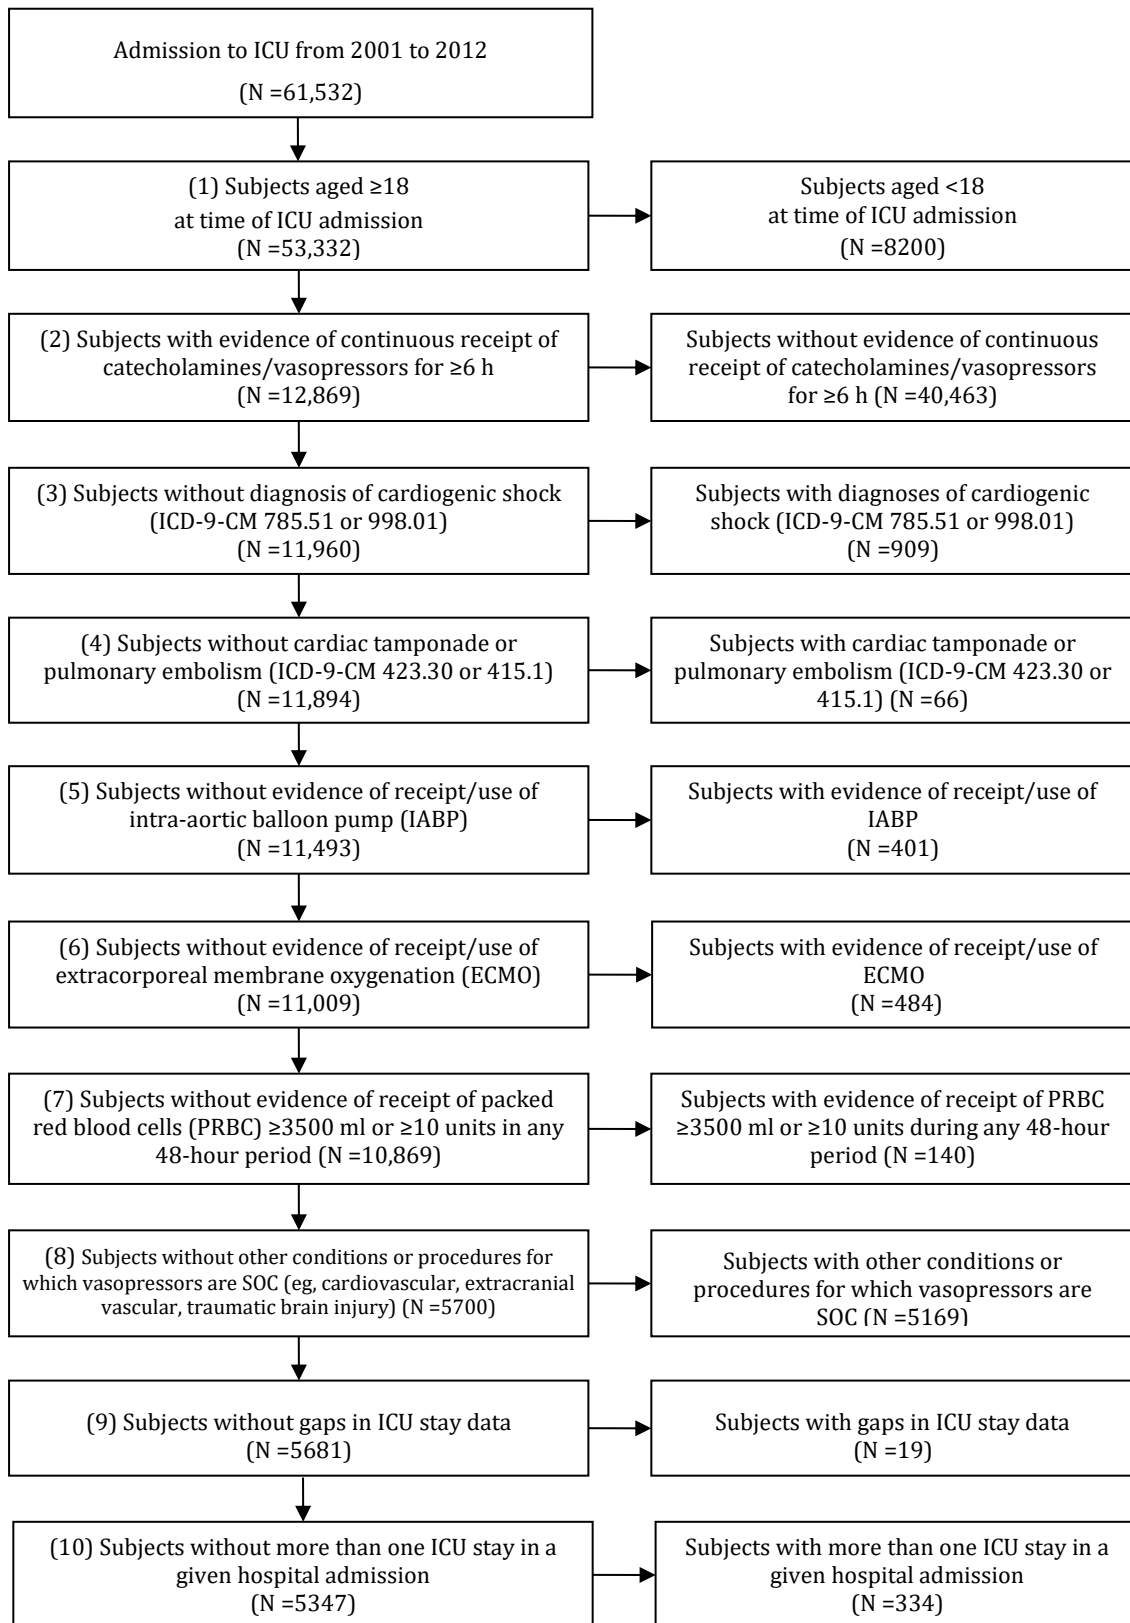 Admission to ICU from 2001 to 2012
(N =61,532)
(1) Subjects aged ≥18
at time of ICU admission
(N =53,332)
Subjects aged <18
at time of ICU admission
(N =8200)
(2) Subjects with evidence of continuous receipt of
catecholamines/vasopressors for ≥6 h
(N =12,869)
Subjects without evidence of continuous
receipt of catecholamines/vasopressors
for ≥6 h (N =40,463)
(3) Subjects without diagnosis of cardiogenic shock
(ICD-9-CM 785.51 or 998.01)
(N =11,960)
Subjects with diagnoses of cardiogenic
shock (ICD-9-CM 785.51 or 998.01)
(N =909)
(4) Subjects without cardiac tamponade or
pulmonary embolism (ICD-9-CM 423.30 or 415.1)
(N =11,894)
Subjects with cardiac tamponade or
pulmonary embolism (ICD-9-CM 423.30 or
415.1) (N =66)
(5) Subjects without evidence of receipt/use of
intra-aortic balloon pump (IABP)
(N =11,493)
Subjects with evidence of receipt/use of
IABP
(N =401)
(6) Subjects without evidence of receipt/use of
extracorporeal membrane oxygenation (ECMO)
(N =11,009)
Subjects with evidence of receipt/use of
ECMO
(N =484)
(7) Subjects without evidence of receipt of packed
red blood cells (PRBC) ≥3500 ml or ≥10 units in any
48-hour period (N =10,869)
Subjects with evidence of receipt of PRBC
≥3500 ml or ≥10 units during any 48-hour
period (N =140)
(8) Subjects without other conditions or procedures for
which vasopressors are SOC (eg, cardiovascular, extracranial
vascular, traumatic brain injury) (N =5700)
Subjects with other conditions or
procedures for which vasopressors are
SOC (N =5169)
(9) Subjects without gaps in ICU stay data
(N =5681)
Subjects with gaps in ICU stay data
(N =19)
(10) Subjects without more than one ICU stay in a
given hospital admission
(N =5347)
Subjects with more than one ICU stay in a
given hospital admission
(N =334)